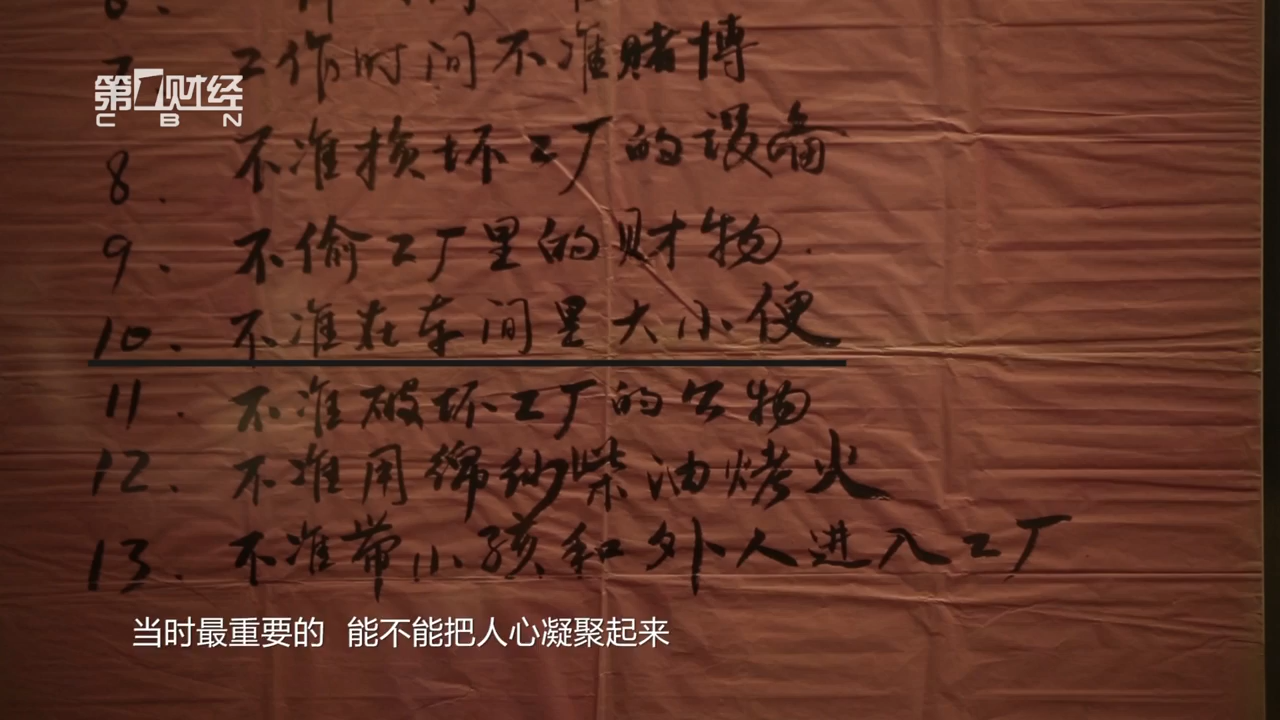 7. 工作时间不准赌博
第1财经
CBN
8. 不准损坏工厂的设备
9. 不偷工厂里的财物.
10. 不准在车间里大小便
11. 不准破坏工厂的公物
12. 不准用绵纱柴油烤火
13. 不准带小孩和外人进入工厂
当时最重要的 能不能把人心凝聚起来